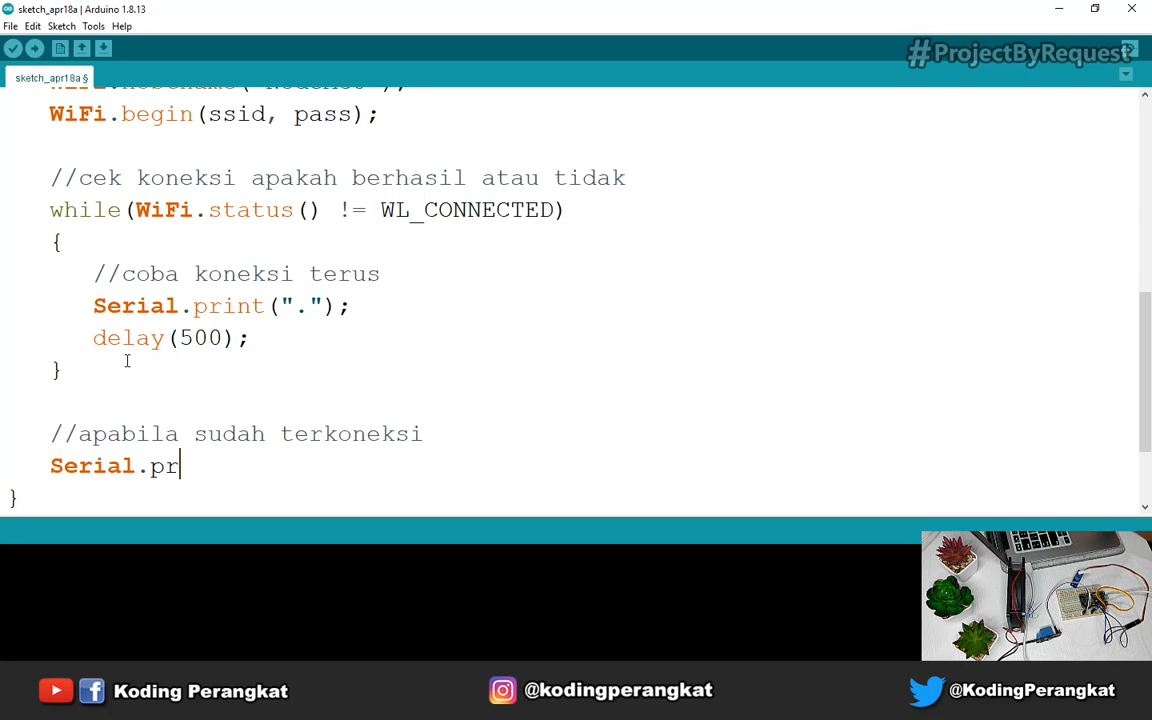 sketch_apr18a | Arduino 1.8.13
File Edit Sketch Tools Help
#ProjectByRequest
sketch_apr18a §
WiFi.begin(ssid, pass);
//cek koneksi apakah berhasil atau tidak
while(WiFi.status() != WL_CONNECTED)
{
//coba koneksi terus
Serial.print(".");
delay(500);
}
//apabila sudah terkoneksi
Serial.pr
}
Koding Perangkat
@kodingperangkat
@KodingPerangkat